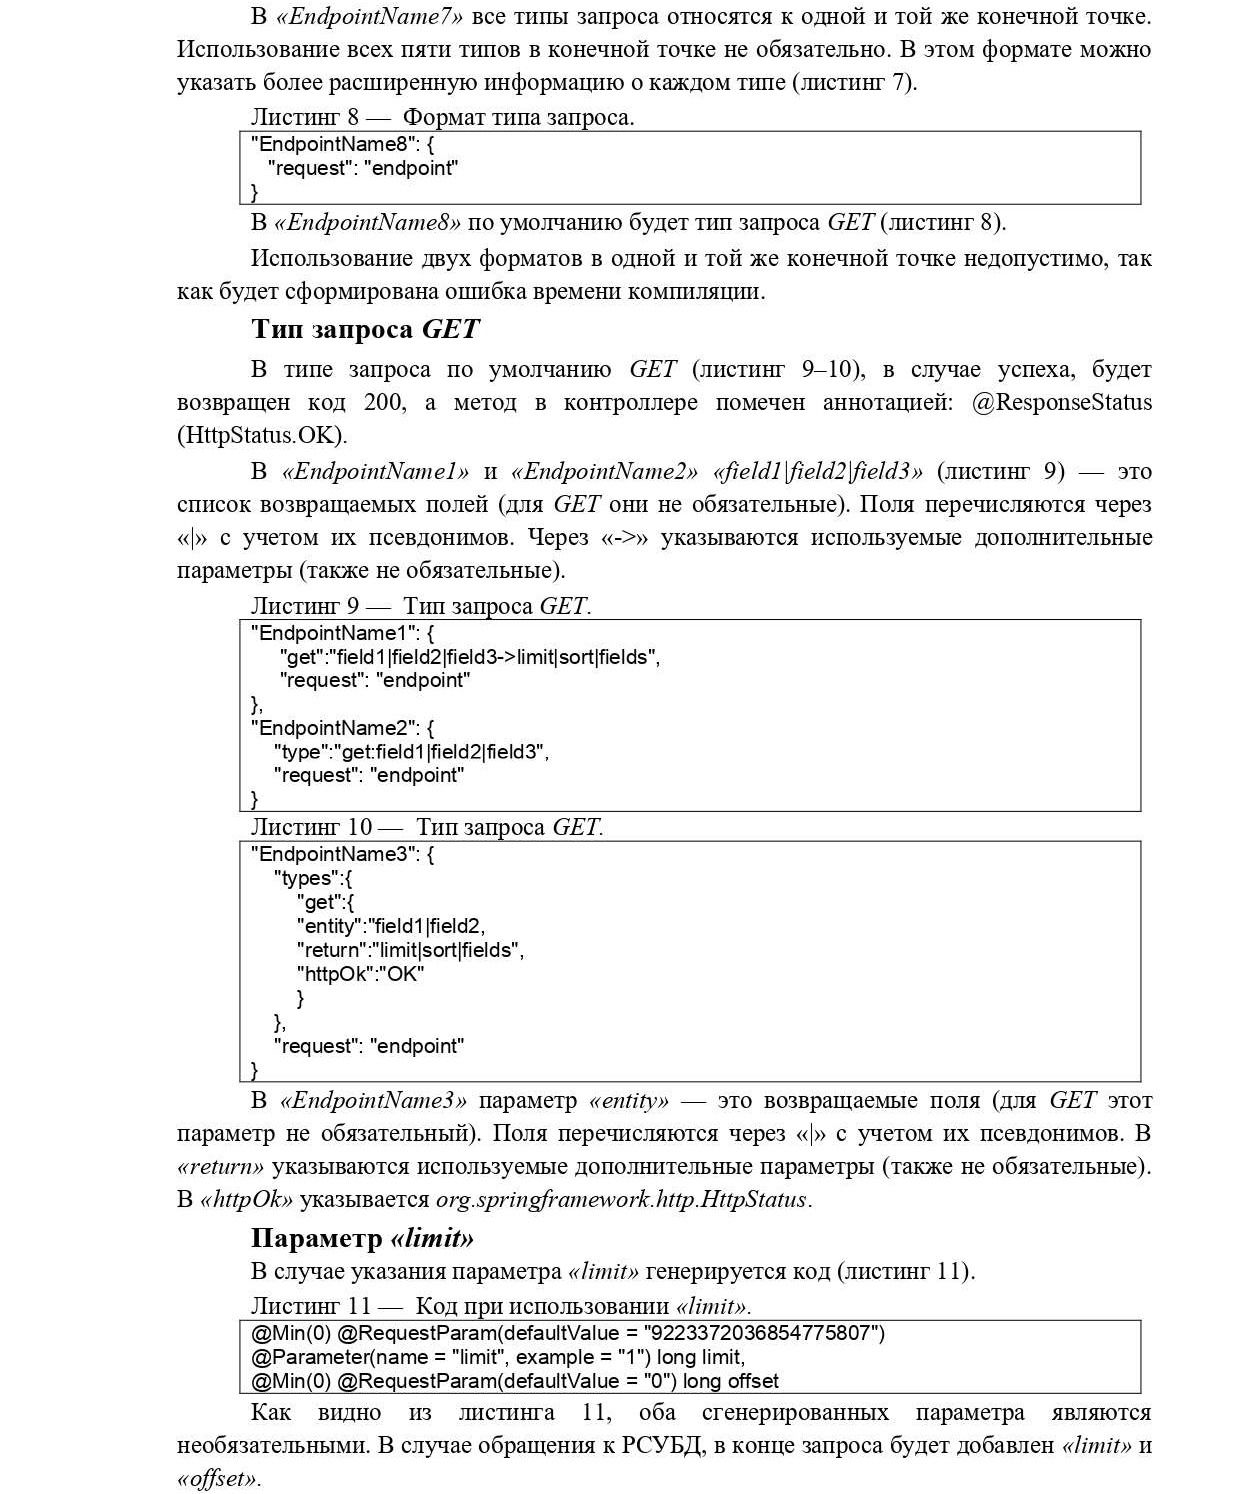 В «EndpointName7» все типы запроса относятся к одной и той же конечной точке.
Использование всех пяти типов в конечной точке не обязательно. В этом формате можно
указать более расширенную информацию о каждом типе (листинг 7).
Листинг 8 — Формат типа запроса.
"EndpointName8": {
"request": "endpoint"
}
В «EndpointName8» по умолчанию будет тип запроса GET (листинг 8).
Использование двух форматов в одной и той же конечной точке недопустимо, так
как будет сформирована ошибка времени компиляции.
Тип запроса GET
В типе запроса по умолчанию GET (листинг 9–10), в случае успеха, будет
возвращен код 200, а метод в контроллере помечен аннотацией: @ResponseStatus
(HttpStatus.OK).
В «EndpointName1» и «EndpointName2» «field1|field2|field3» (листинг 9) — это
список возвращаемых полей (для GET они не обязательные). Поля перечисляются через
«|» с учетом их псевдонимов. Через «->» указываются используемые дополнительные
параметры (также не обязательные).
Листинг 9 — Тип запроса GET.
"EndpointName1": {
"get":"field1|field2|field3->limit|sort|fields",
"request": "endpoint"
},
"EndpointName2": {
"type":"get:field1|field2|field3",
"request": "endpoint"
}
Листинг 10 — Тип запроса GET.
"EndpointName3": {
"types":{
"get":{
"entity":"field1|field2,
"return":"limit|sort|fields",
"httpOk":"OK"
}
},
"request": "endpoint"
}
В «EndpointName3» параметр «entity» — это возвращаемые поля (для GET этот
параметр не обязательный). Поля перечисляются через «|» с учетом их псевдонимов. В
«return» указываются используемые дополнительные параметры (также не обязательные).
В «httpOk» указывается org.springframework.http.HttpStatus.
Параметр «limit»
В случае указания параметра «limit» генерируется код (листинг 11).
Листинг 11 — Код при использовании «limit».
@Min(0) @RequestParam(defaultValue = "9223372036854775807")
@Parameter(name = "limit", example = "1") long limit,
@Min(0) @RequestParam(defaultValue = "0") long offset
Как видно из листинга 11, оба сгенерированных параметра являются
необязательными. В случае обращения к РСУБД, в конце запроса будет добавлен «limit» и
«offset».